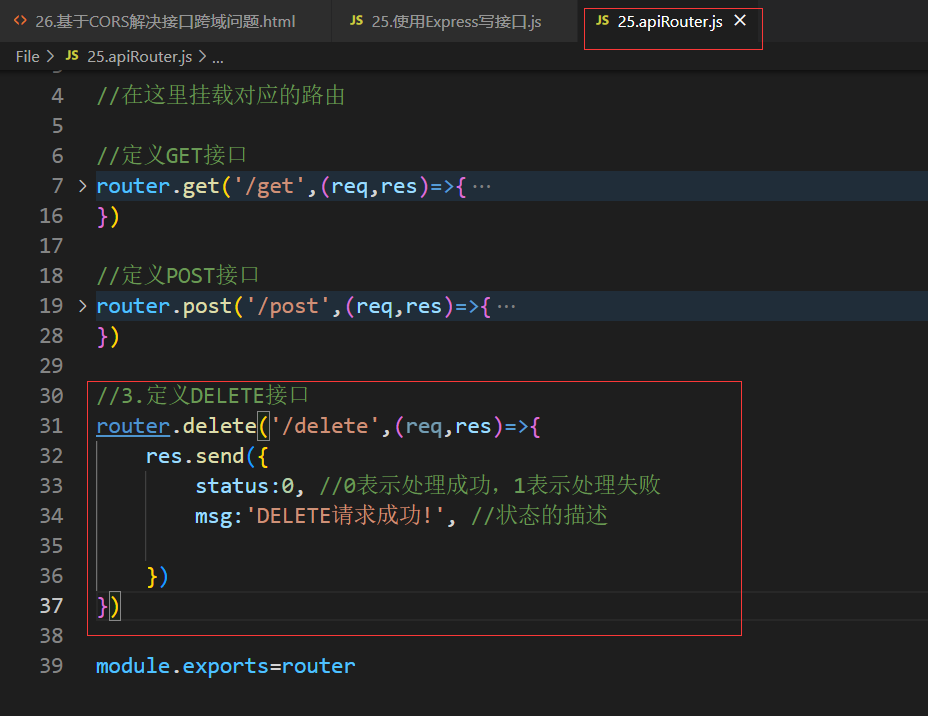 <> 26.基于CORS解决接口跨域问题.html JS 25.使用Express写接口.js JS 25.apiRouter.js ×
File > JS 25.apiRouter.js > ...
4 //在这里挂载对应的路由
5
6 //定义GET接口
7 > router.get('/get',(req,res)=>{ ...
16 })
17
18 //定义POST接口
19 > router.post('/post',(req,res)=>{ ...
28 })
29
30 //3.定义DELETE接口
31 router.delete('/delete',(req,res)=>{
32 res.send({
33 status:0, //0表示处理成功，1表示处理失败
34 msg:'DELETE请求成功!', //状态的描述
35
36 })
37 })
38
39 module.exports=router